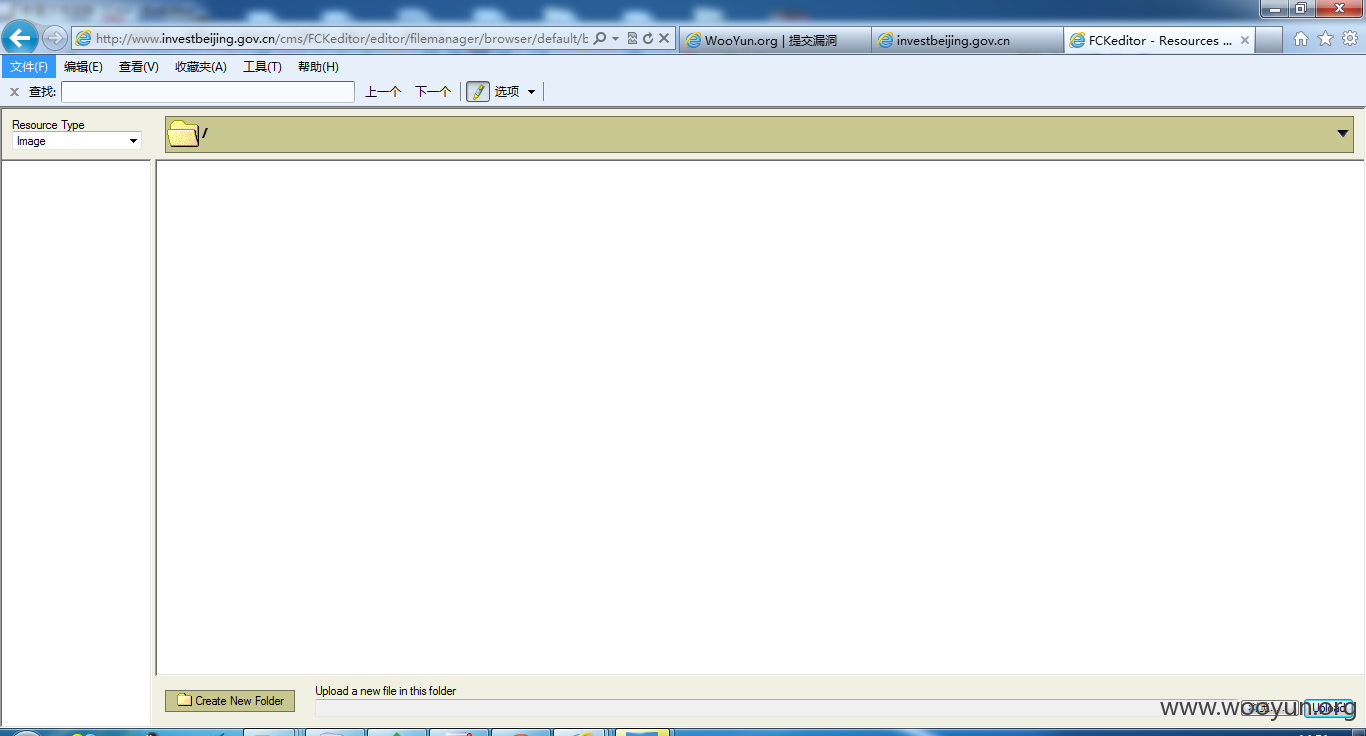 http://www.investbeijing.gov.cn/cms/FCKeditor/editor/filemanager/browser/default/b
WooYun.org | 提交漏洞
investbeijing.gov.cn
FCKeditor - Resources ...
文件(F) 编辑(E) 查看(V) 收藏夹(A) 工具(T) 帮助(H)
查找: 上一个 下一个 选项
Resource Type
Image
/
Create New Folder
Upload a new file in this folder
Upload
www.wooyun.org